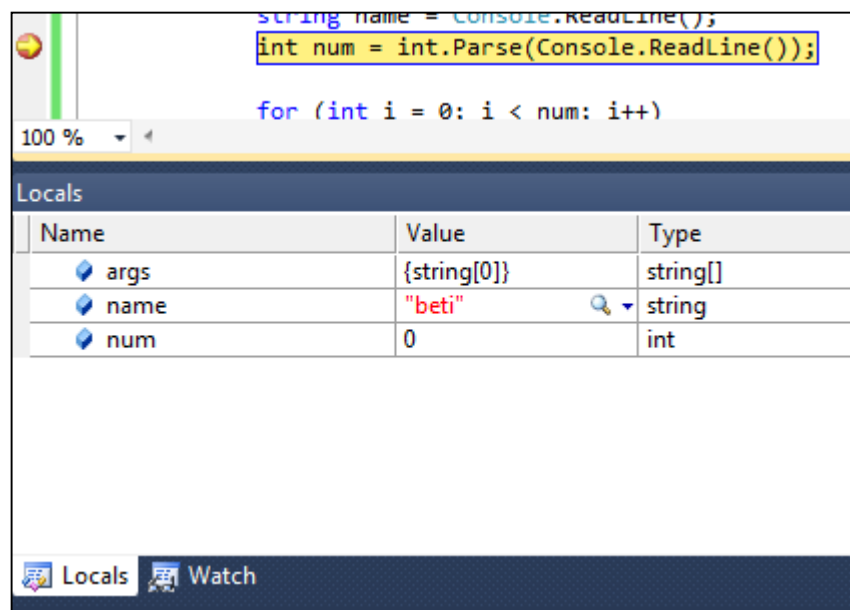 string name = Console.ReadLine();
int num = int.Parse(Console.ReadLine());
for (int i = 0; i < num; i++)
100 %
Locals
Name Value Type
args {string[0]} string[]
name "beti" string
num 0 int
Locals Watch